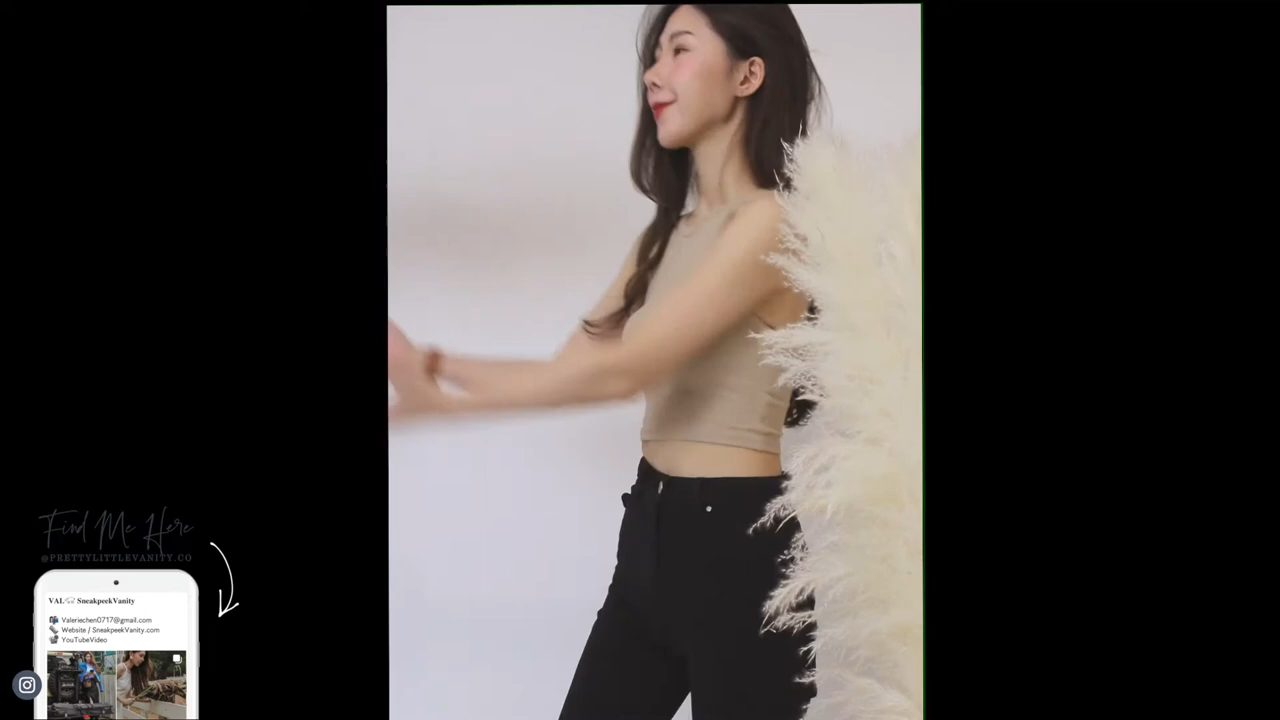 Find Me Here
@PRETTYLITTLEVANITY.CO
VAL SneakpeekVanity
Valeriechen0717@gmail.com
Website / SneakpeekVanity.com
YouTubeVideo